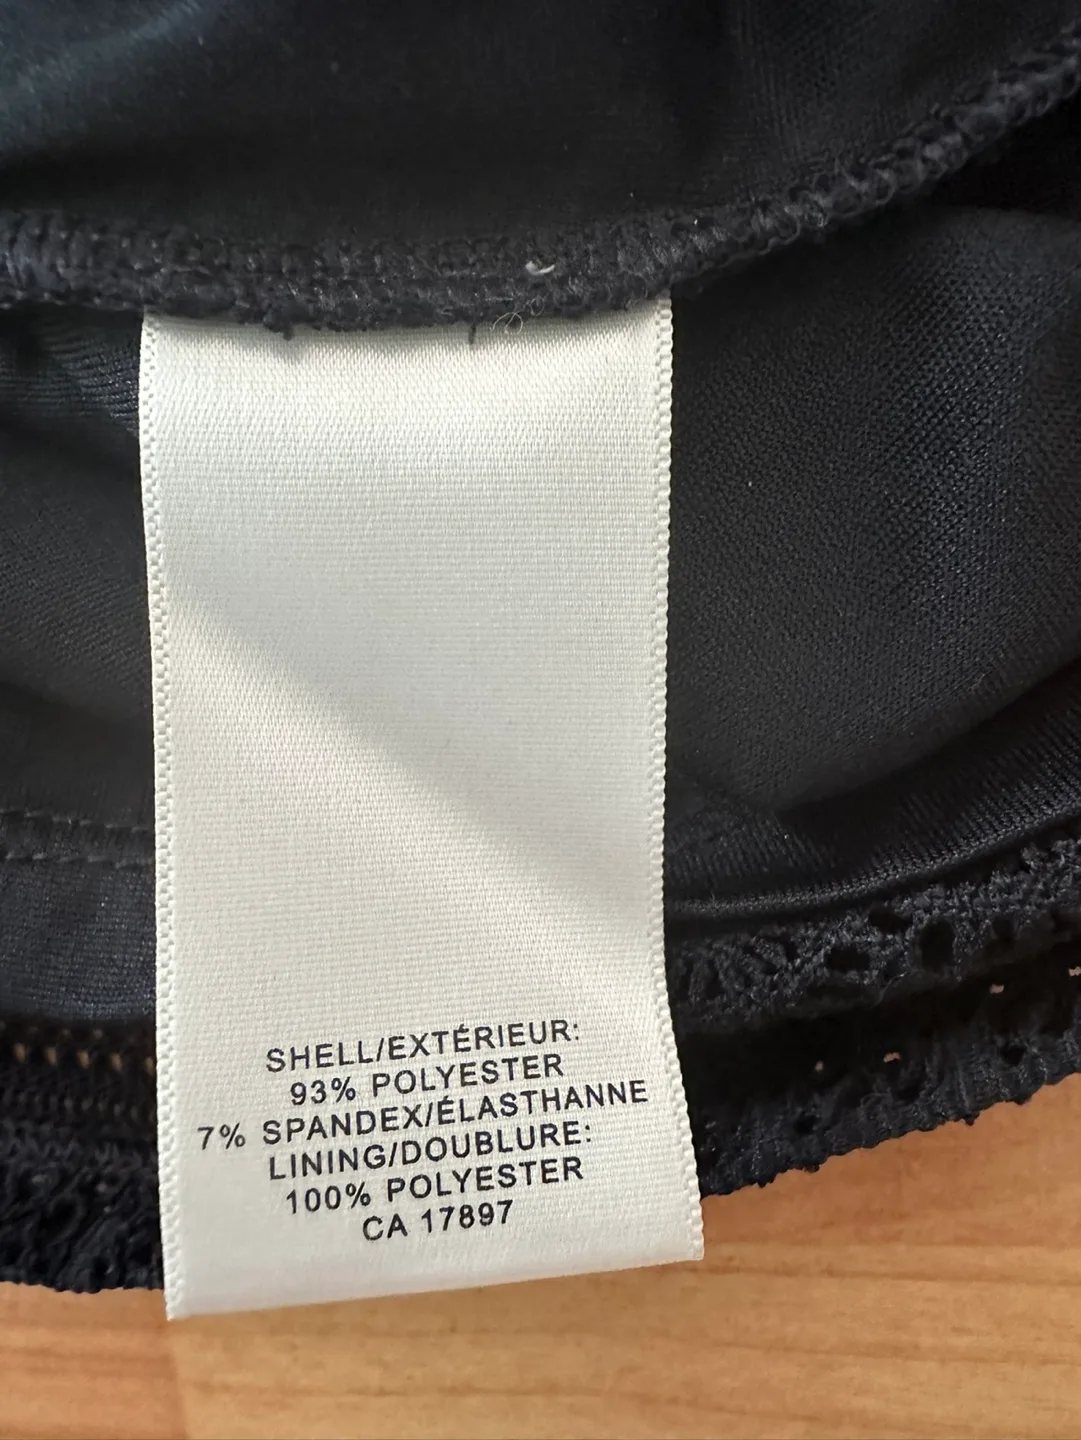 SHELL/EXTÉRIEUR:
93% POLYESTER
7% SPANDEX/ÉLASTHANNE
LINING/DOUBLURE:
100% POLYESTER
CA 17897